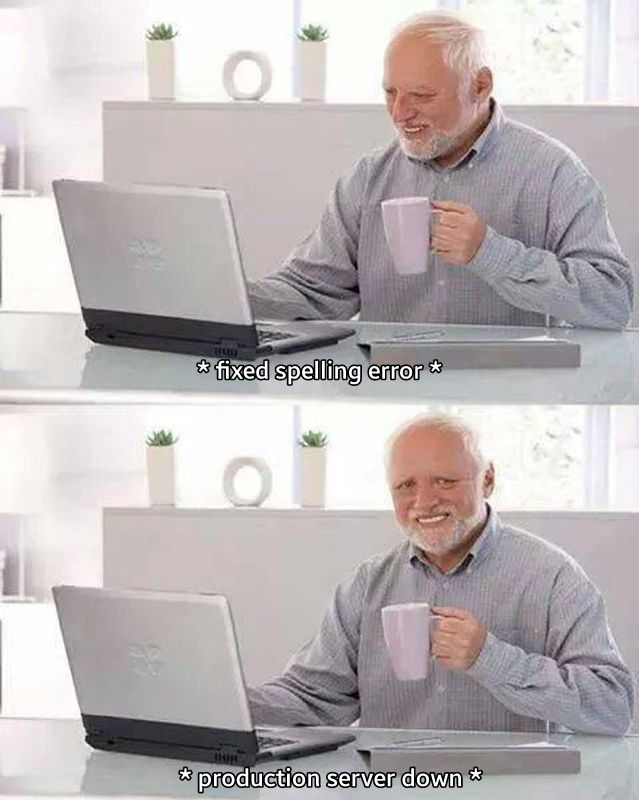 * fixed spelling error *
* production server down *